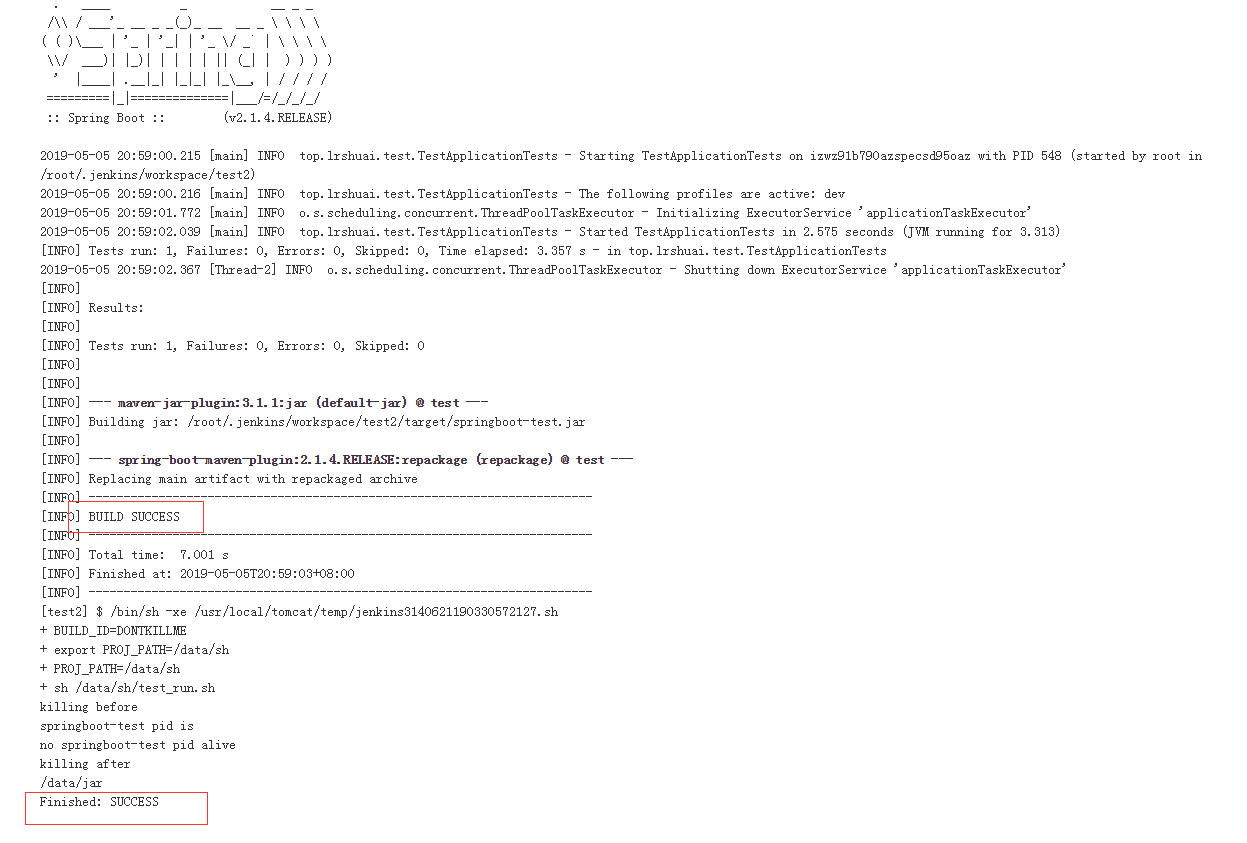 .   ____          _            __ _ _
 /\\ / ___'_ __ _ _(_)_ __  __ _ \ \ \ \
( ( )\___ | '_ | '_| | '_ \/ _` | \ \ \ \
 \\/  ___)| |_)| | | | | || (_| |  ) ) ) )
  '  |____| .__|_| |_|_| |_\__, | / / / /
 =========|_|==============|___/=/_/_/_/
 :: Spring Boot ::        (v2.1.4.RELEASE)
2019-05-05 20:59:00.215 [main] INFO  top.lrshuai.test.TestApplicationTests - Starting TestApplicationTests on izwz91b790azspecsd95oaz with PID 548 (started by root in
/root/.jenkins/workspace/test2)
2019-05-05 20:59:00.216 [main] INFO  top.lrshuai.test.TestApplicationTests - The following profiles are active: dev
2019-05-05 20:59:01.772 [main] INFO  o.s.scheduling.concurrent.ThreadPoolTaskExecutor - Initializing ExecutorService 'applicationTaskExecutor'
2019-05-05 20:59:02.039 [main] INFO  top.lrshuai.test.TestApplicationTests - Started TestApplicationTests in 2.575 seconds (JVM running for 3.313)
[INFO] Tests run: 1, Failures: 0, Errors: 0, Skipped: 0, Time elapsed: 3.357 s - in top.lrshuai.test.TestApplicationTests
2019-05-05 20:59:02.367 [Thread-2] INFO  o.s.scheduling.concurrent.ThreadPoolTaskExecutor - Shutting down ExecutorService 'applicationTaskExecutor'
[INFO]
[INFO] Results:
[INFO]
[INFO] Tests run: 1, Failures: 0, Errors: 0, Skipped: 0
[INFO]
[INFO]
[INFO] --- maven-jar-plugin:3.1.1:jar (default-jar) @ test ---
[INFO] Building jar: /root/.jenkins/workspace/test2/target/springboot-test.jar
[INFO]
[INFO] --- spring-boot-maven-plugin:2.1.4.RELEASE:repackage (repackage) @ test ---
[INFO] Replacing main artifact with repackaged archive
[INFO] ------------------------------------------------------------------------
[INFO] BUILD SUCCESS
[INFO] ------------------------------------------------------------------------
[INFO] Total time:  7.001 s
[INFO] Finished at: 2019-05-05T20:59:03+08:00
[INFO] ------------------------------------------------------------------------
[test2] $ /bin/sh -xe /usr/local/tomcat/temp/jenkins3140621190330572127.sh
+ BUILD_ID=DONTKILLME
+ export PROJ_PATH=/data/sh
+ PROJ_PATH=/data/sh
+ sh /data/sh/test_run.sh
killing before
springboot-test pid is
no springboot-test pid alive
killing after
/data/jar
Finished: SUCCESS